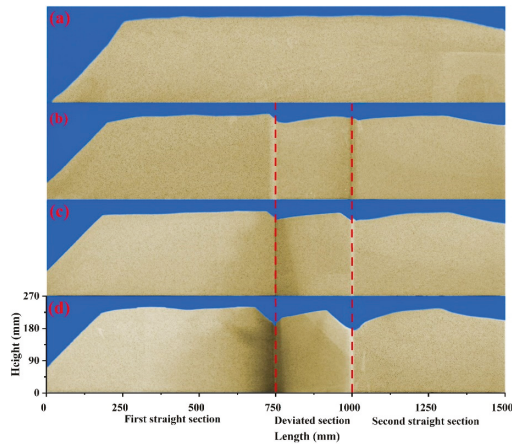 (a)
(b)
(c)
(d)
270
180
90
0
Height (mm)
0 250 500 750 1000 1250 1500
First straight section Deviated section Second straight section
Length (mm)